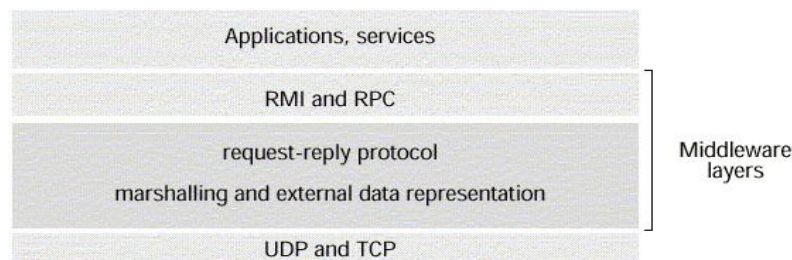 Applications, services
RMI and RPC
request-reply protocol
marshalling and external data representation
UDP and TCP
Middleware
layers